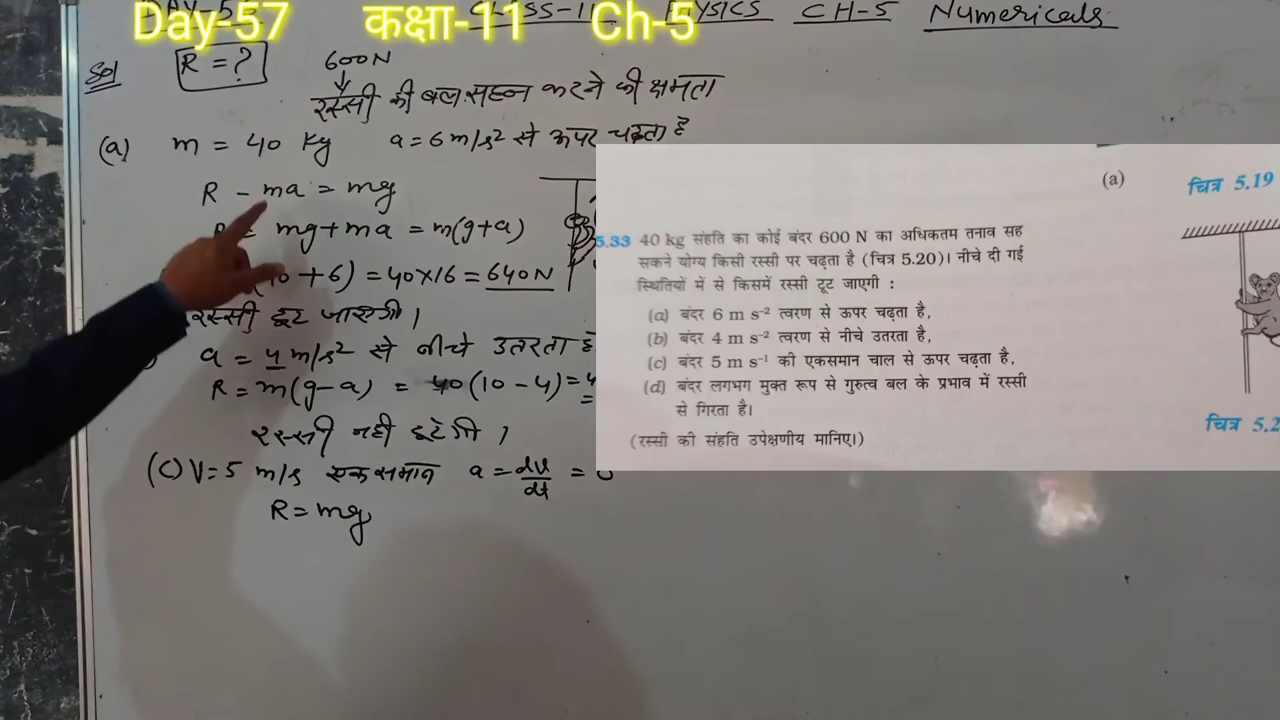 Day-57 कक्षा-11 Ch-5
PHYSICS CH-5 Numericals
Sol R = ? 600N
रस्सी की बल सहन करने की क्षमता
(a) m = 40 Kg a = 6 m/s² से ऊपर चढ़ता है
R - ma = mg
= mg + ma = m(g+a)
+ 6) = 40×16 = 640N
रस्सी टूट जाएगी।
a = 4 m/s² से नीचे उतरता है
R = m(g-a) = 40(10-4) =
रस्सी नही टूटेगी।
(C) V = 5 m/s एक समान a = dv/dt = 0
R = mg
(a) चित्र 5.19
5.33 40 kg संहति का कोई बंदर 600 N का अधिकतम तनाव सह
सकने योग्य किसी रस्सी पर चढ़ता है (चित्र 5.20)। नीचे दी गई
स्थितियों में से किसमें रस्सी टूट जाएगी :
(a) बंदर 6 m s⁻² त्वरण से ऊपर चढ़ता है,
(b) बंदर 4 m s⁻² त्वरण से नीचे उतरता है,
(c) बंदर 5 m s⁻¹ की एकसमान चाल से ऊपर चढ़ता है,
(d) बंदर लगभग मुक्त रूप से गुरुत्व बल के प्रभाव में रस्सी
से गिरता है।
(रस्सी की संहति उपेक्षणीय मानिए।)
चित्र 5.2